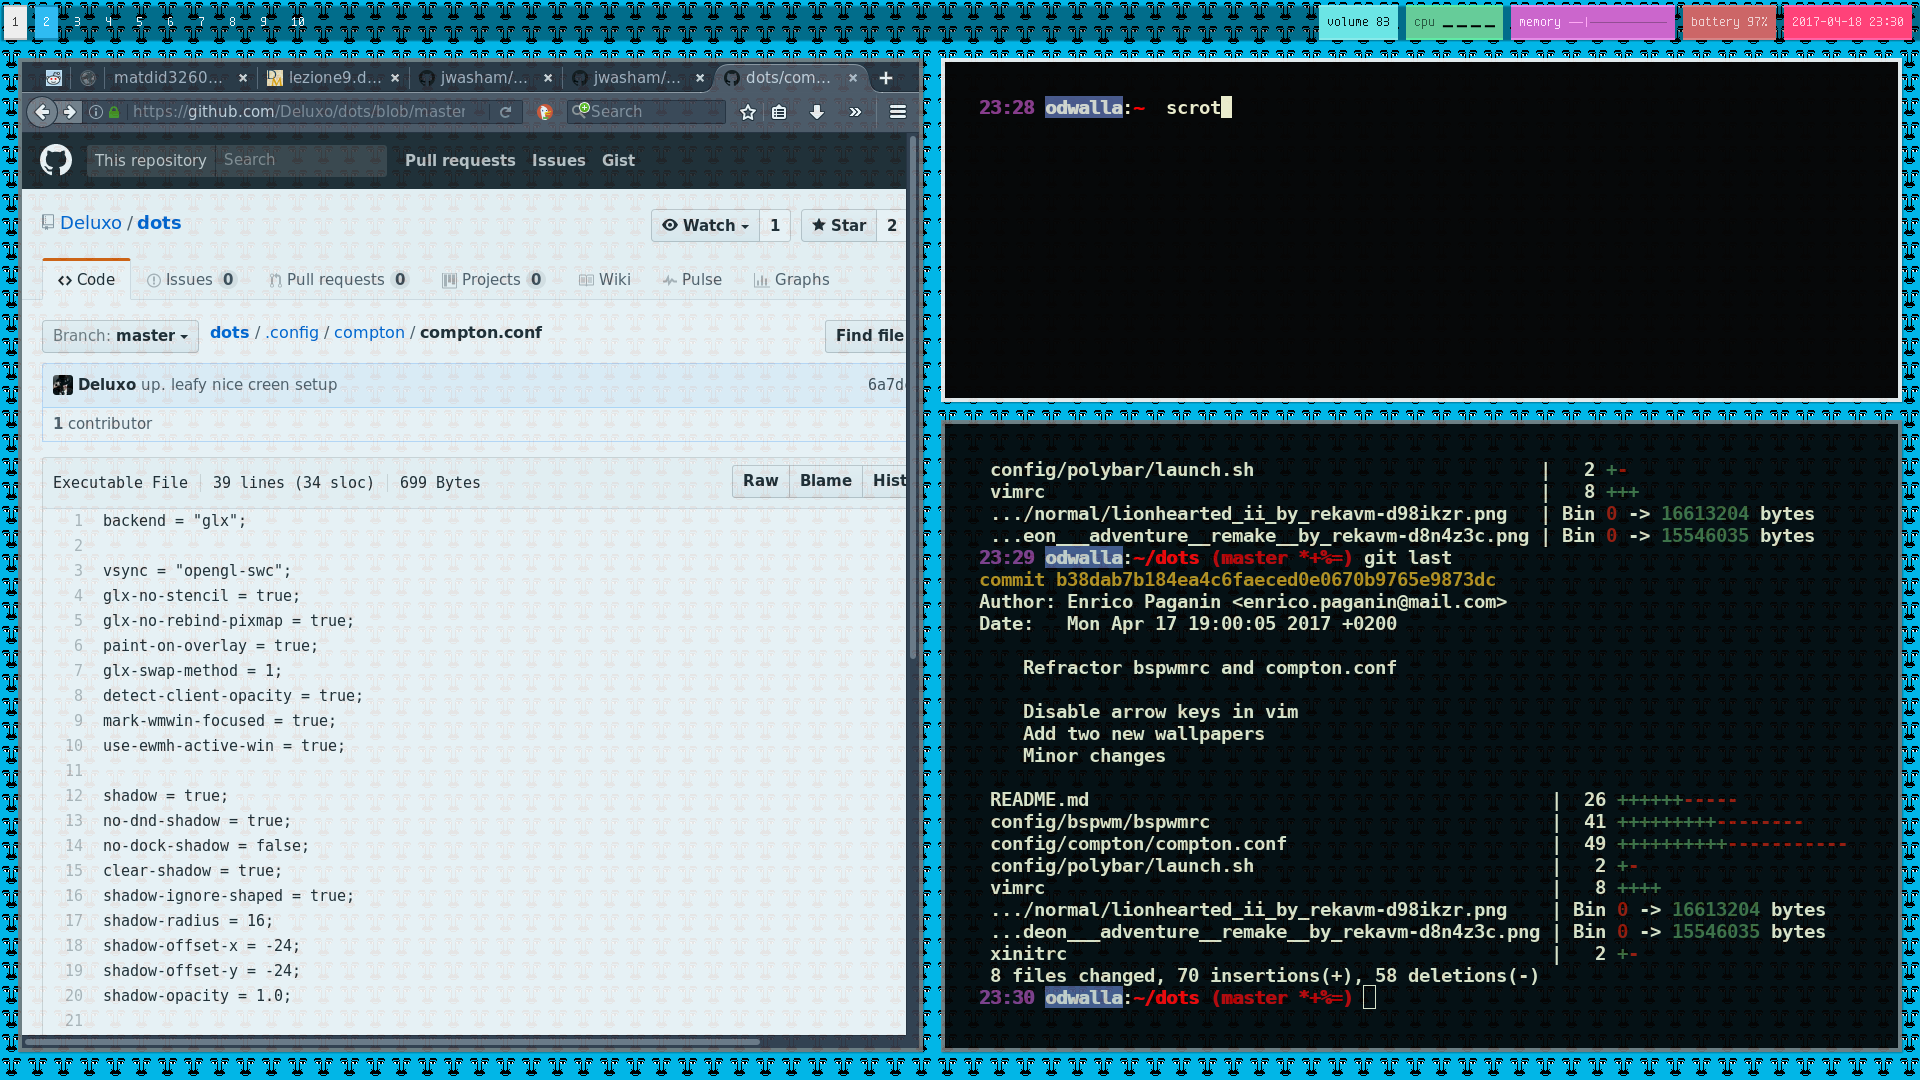 1 2 3 4 5 6 7 8 9 10
volume 83 cpu memory battery 97% 2017-04-18 23:30
matdid3260... lezione9.d... jwasham/... jwasham/... dots/com...
https://github.com/Deluxo/dots/blob/master Search
This repository Search Pull requests Issues Gist
Deluxo / dots
Watch 1 Star 2
Code Issues 0 Pull requests 0 Projects 0 Wiki Pulse Graphs
Branch: master dots / .config / compton / compton.conf Find file
Deluxo up. leafy nice creen setup 6a7d
1 contributor
Executable File 39 lines (34 sloc) 699 Bytes Raw Blame Hist
1 backend = "glx";
2
3 vsync = "opengl-swc";
4 glx-no-stencil = true;
5 glx-no-rebind-pixmap = true;
6 paint-on-overlay = true;
7 glx-swap-method = 1;
8 detect-client-opacity = true;
9 mark-wmwin-focused = true;
10 use-ewmh-active-win = true;
11
12 shadow = true;
13 no-dnd-shadow = true;
14 no-dock-shadow = false;
15 clear-shadow = true;
16 shadow-ignore-shaped = true;
17 shadow-radius = 16;
18 shadow-offset-x = -24;
19 shadow-offset-y = -24;
20 shadow-opacity = 1.0;
21
23:28 odwalla:~ scrot
config/polybar/launch.sh | 2 +-
vimrc | 8 +++
.../normal/lionhearted_ii_by_rekavm-d98ikzr.png | Bin 0 -> 16613204 bytes
...eon___adventure__remake__by_rekavm-d8n4z3c.png | Bin 0 -> 15546035 bytes
23:29 odwalla:~/dots (master *+%=) git last
commit b38dab7b184ea4c6faeced0e0670b9765e9873dc
Author: Enrico Paganin <enrico.paganin@mail.com>
Date: Mon Apr 17 19:00:05 2017 +0200
Refractor bspwmrc and compton.conf
Disable arrow keys in vim
Add two new wallpapers
Minor changes
README.md | 26 ++++++-----
config/bspwm/bspwmrc | 41 +++++++++--------
config/compton/compton.conf | 49 ++++++++++-----------
config/polybar/launch.sh | 2 +-
vimrc | 8 ++++
.../normal/lionhearted_ii_by_rekavm-d98ikzr.png | Bin 0 -> 16613204 bytes
...deon___adventure__remake__by_rekavm-d8n4z3c.png | Bin 0 -> 15546035 bytes
xinitrc | 2 +-
8 files changed, 70 insertions(+), 58 deletions(-)
23:30 odwalla:~/dots (master *+%=)